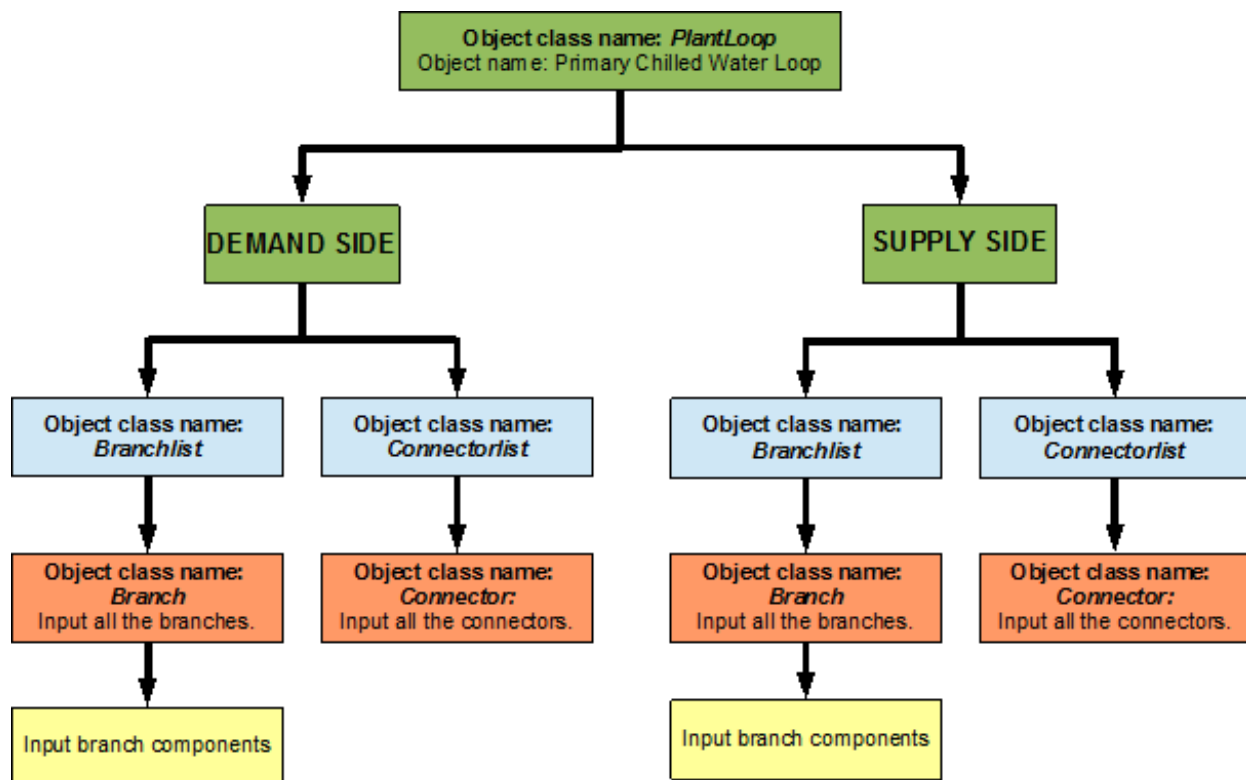 Object class name: PlantLoop
Object name: Primary Chilled Water Loop
DEMAND SIDE
SUPPLY SIDE
Object class name:
Branchlist
Object class name:
Connectorlist
Object class name:
Branchlist
Object class name:
Connectorlist
Object class name:
Branch
Input all the branches.
Object class name:
Connector:
Input all the connectors.
Object class name:
Branch
Input all the branches.
Object class name:
Connector:
Input all the connectors.
Input branch components
Input branch components